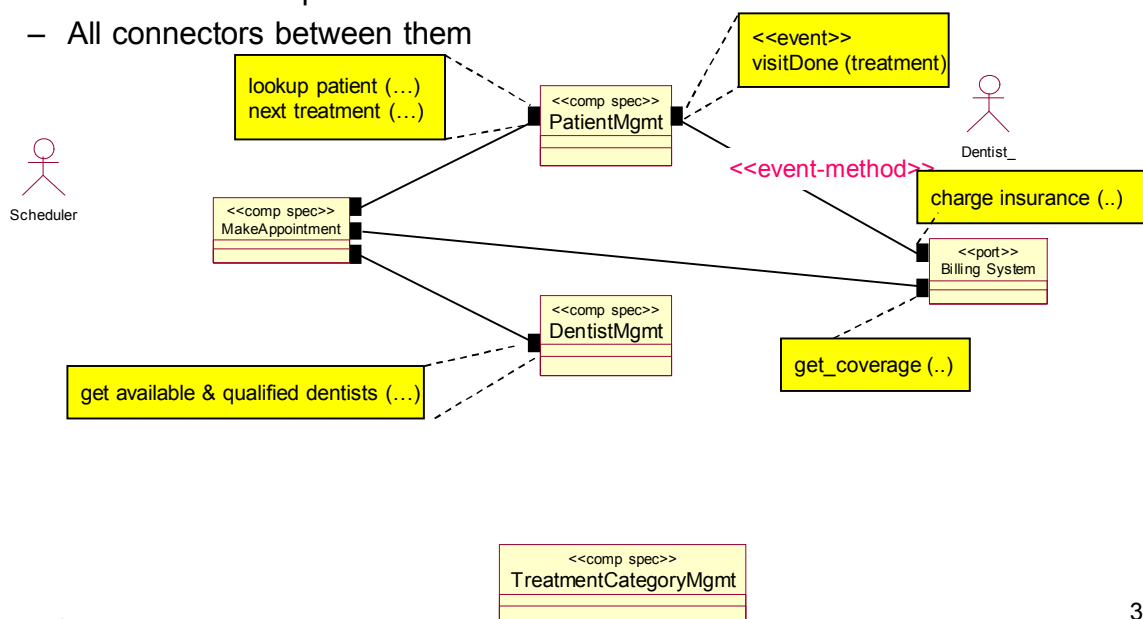 – All connectors between them
<<event>>
visitDone (treatment)
lookup patient (…)
next treatment (…)
<<comp spec>>
PatientMgmt
Dentist_
<<event-method>>
Scheduler
charge insurance (..)
<<comp spec>>
MakeAppointment
<<port>>
Billing System
<<comp spec>>
DentistMgmt
get_coverage (..)
get available & qualified dentists (…)
<<comp spec>>
TreatmentCategoryMgmt
3